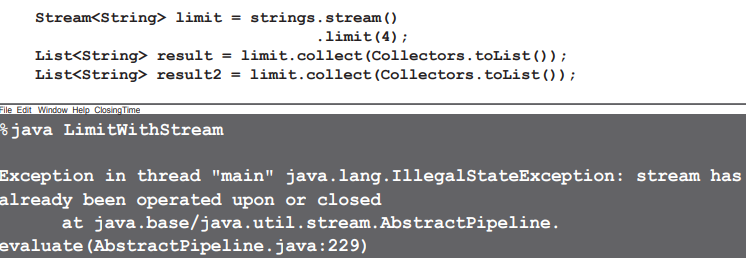 Stream<String> limit = strings.stream()
.limit(4);
List<String> result = limit.collect(Collectors.toList());
List<String> result2 = limit.collect(Collectors.toList());
File Edit Window Help ClosingTime
%java LimitWithStream
Exception in thread "main" java.lang.IllegalStateException: stream has
already been operated upon or closed
at java.base/java.util.stream.AbstractPipeline.
evaluate(AbstractPipeline.java:229)